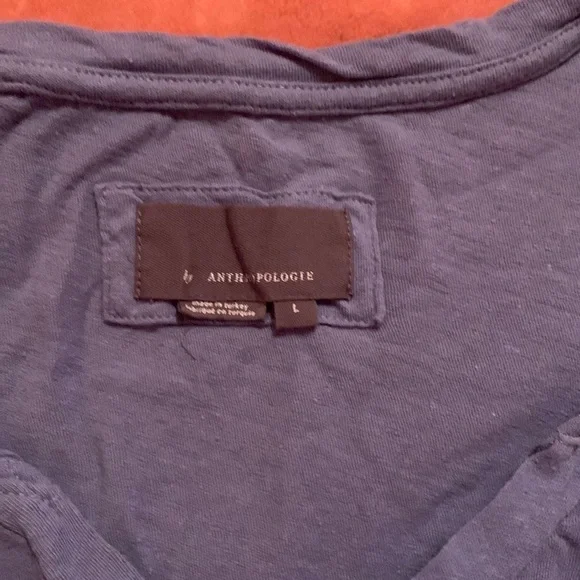 by ANTHROPOLOGIE
made in turkey
fabriqué en turquie
L